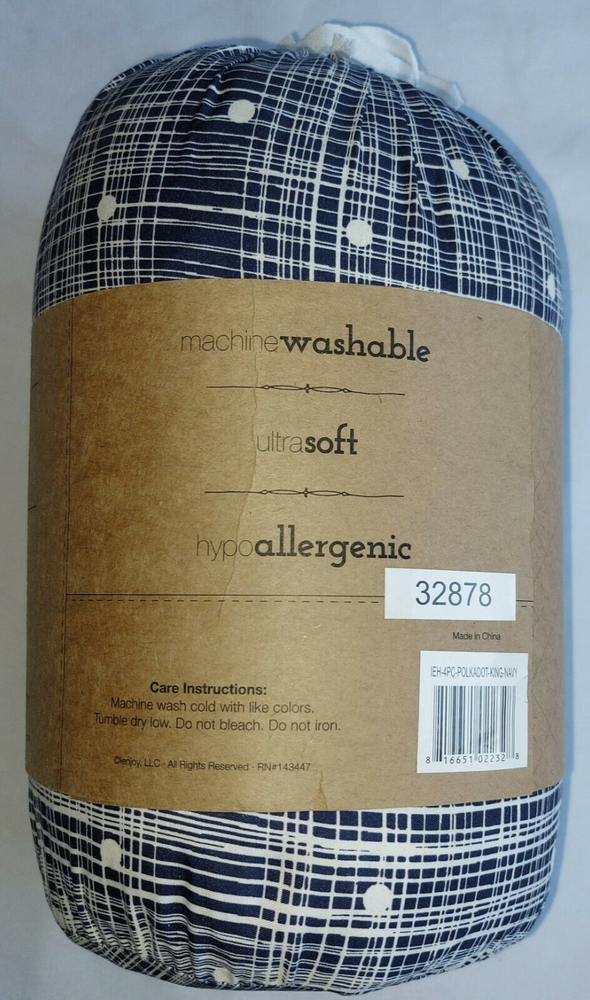 machinewashable
ultrasoft
hypoallergenic
32878
Made in China
IEH-4PC-POLKADOT-KING-NAVY
Care Instructions:
Machine wash cold with like colors.
Tumble dry low. Do not bleach. Do not iron.
©ienjoy, LLC · All Rights Reserved · RN#143447
8 16651 02232 8